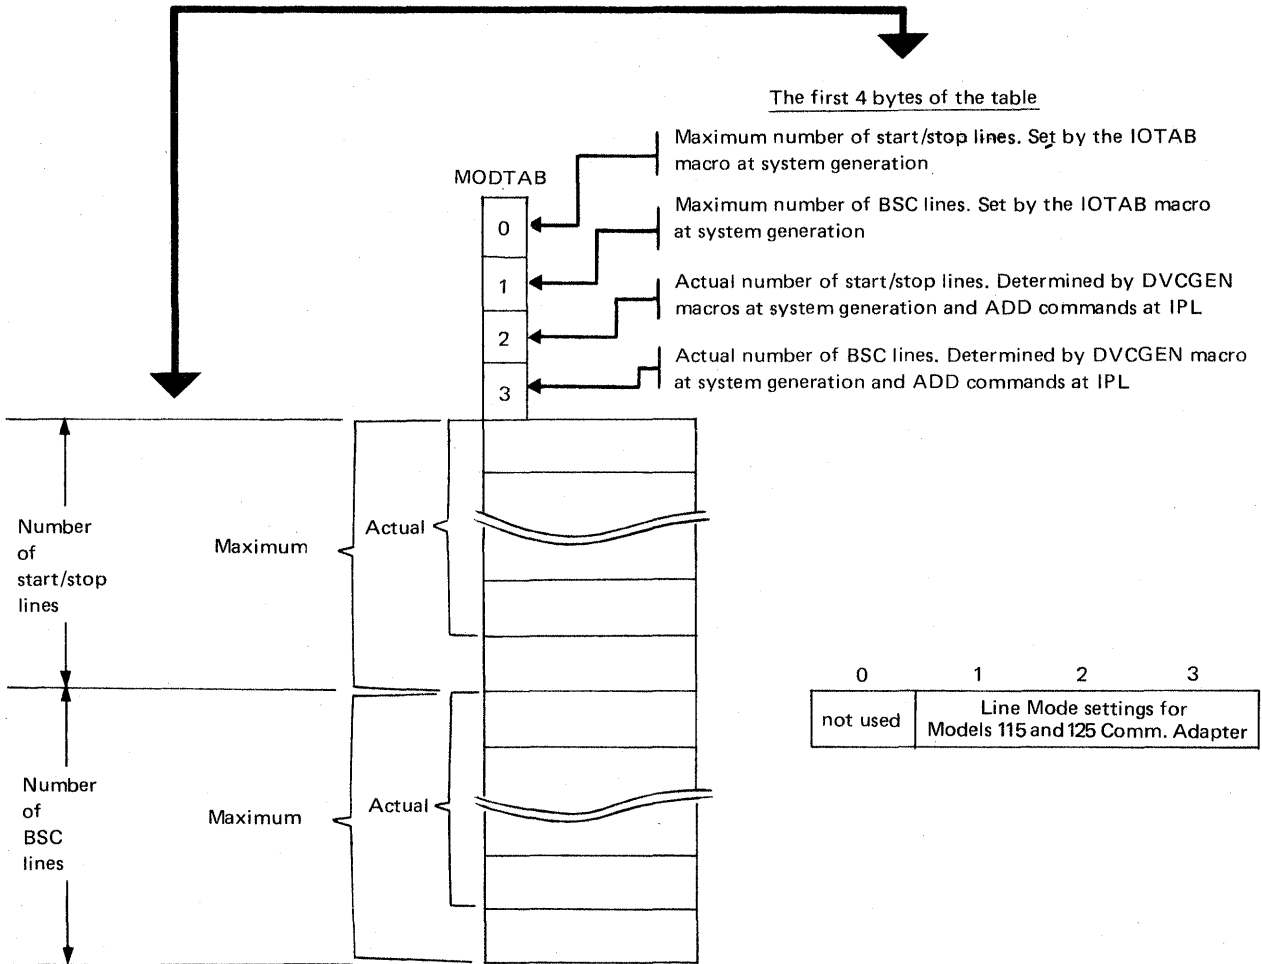 The first 4 bytes of the table
Maximum number of start/stop lines. Set by the IOTAB
macro at system generation
MODTAB
Maximum number of BSC lines. Set by the IOTAB macro
at system generation
0
1
Actual number of start/stop lines. Determined by DVCGEN
macros at system generation and ADD commands at IPL
2
Actual number of BSC lines. Determined by DVCGEN macro
at system generation and ADD commands at IPL
3
Number
of
start/stop
lines
Maximum
Actual
0 1 2 3
not used
Line Mode settings for
Models 115 and 125 Comm. Adapter
Number
of
BSC
lines
Maximum
Actual